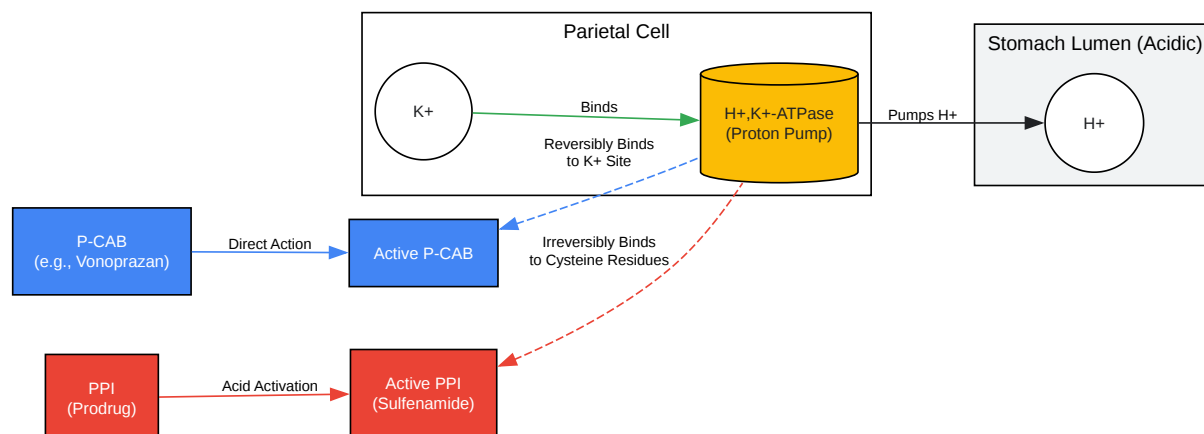 Parietal Cell
Stomach Lumen (Acidic)
K+
Binds
H+,K+-ATPase
(Proton Pump)
Pumps H+
H+
Reversibly Binds
to K+ Site
P-CAB
(e.g., Vonoprazan)
Direct Action
Active P-CAB
Irreversibly Binds
to Cysteine Residues
PPI
(Prodrug)
Acid Activation
Active PPI
(Sulfenamide)